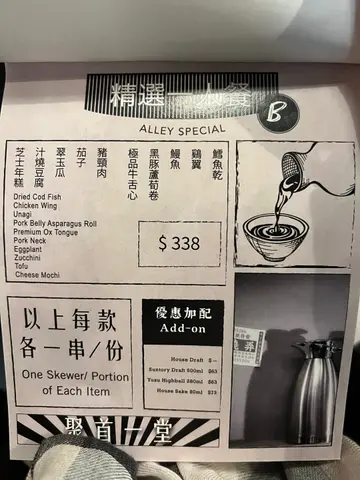 精選一人餐
B
ALLEY SPECIAL
鱈魚乾
鷄翼
鰻魚
黑豚蘆荀卷
極品牛舌心
豬頸肉
茄子
翠玉瓜
汁燒豆腐
芝士年糕
Dried Cod Fish
Chicken Wing
Unagi
Pork Belly Asparagus Roll
Premium Ox Tongue
Pork Neck
Eggplant
Zucchini
Tofu
Cheese Mochi
$338
以上每款
各一串/份
One Skewer/ Portion
of Each Item
優惠加配
Add-on
House Draft $--
Suntory Draft 500ml $63
Yuzu Highball 380ml $63
House Sake 80ml $73
聚首一堂